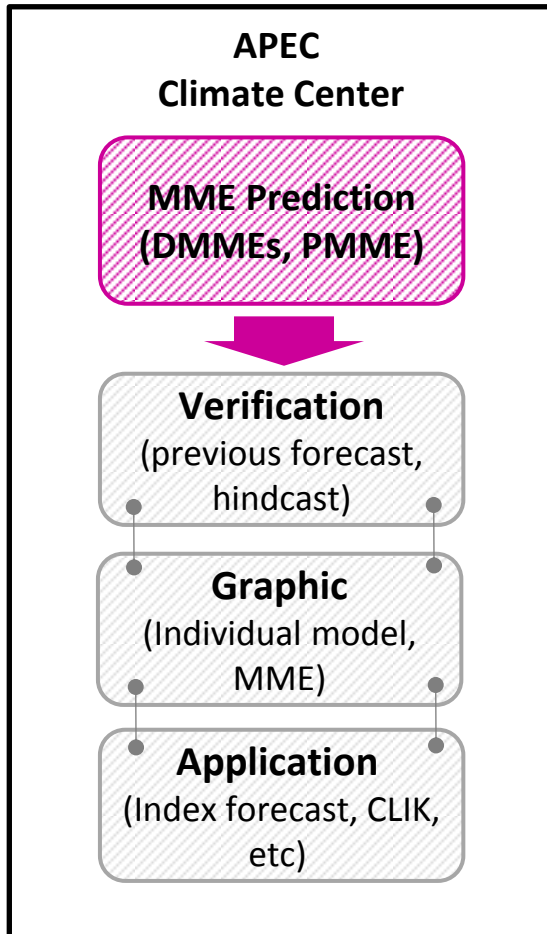 APEC
Climate Center
MME Prediction
(DMMEs, PMME)
Verification
(previous forecast,
hindcast)
Graphic
(Individual model,
MME)
Application
(Index forecast, CLIK,
etc)